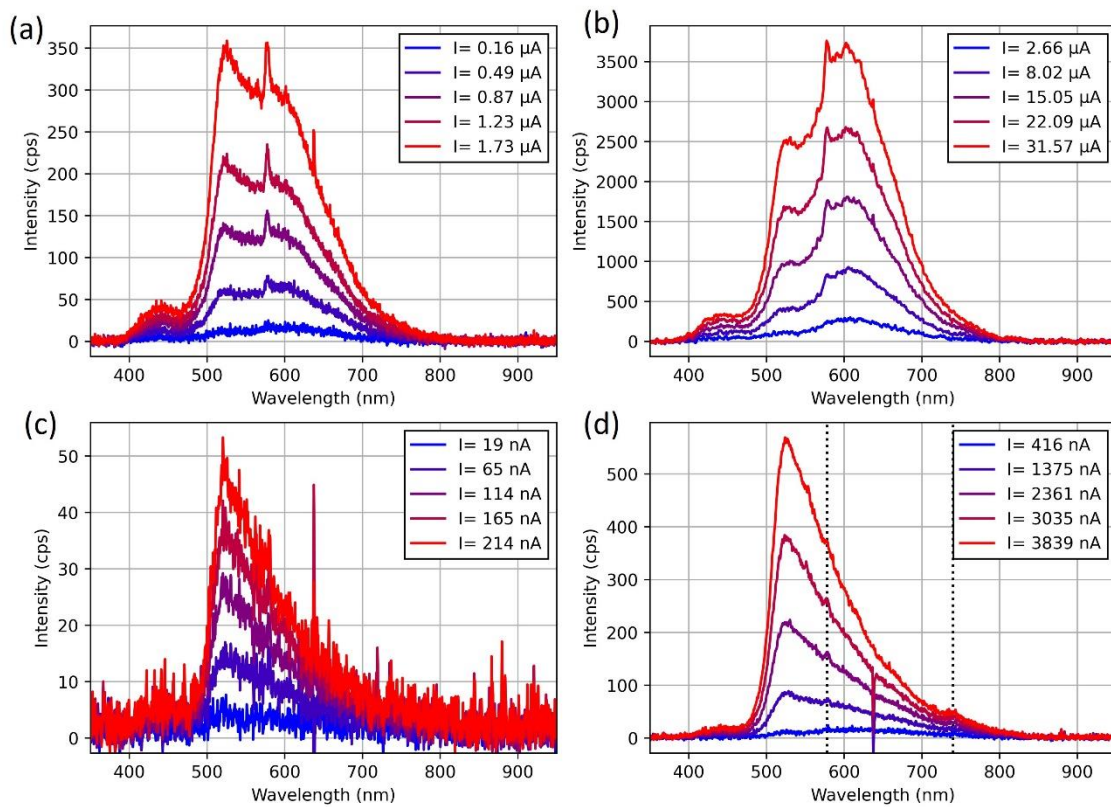 (a)
I= 0.16 μA
I= 0.49 μA
I= 0.87 μA
I= 1.23 μA
I= 1.73 μA
Intensity (cps)
350
300
250
200
150
100
50
0
400 500 600 700 800 900
Wavelength (nm)
(b)
I= 2.66 μA
I= 8.02 μA
I= 15.05 μA
I= 22.09 μA
I= 31.57 μA
Intensity (cps)
3500
3000
2500
2000
1500
1000
500
0
400 500 600 700 800 900
Wavelength (nm)
(c)
I= 19 nA
I= 65 nA
I= 114 nA
I= 165 nA
I= 214 nA
Intensity (cps)
50
40
30
20
10
0
400 500 600 700 800 900
Wavelength (nm)
(d)
I= 416 nA
I= 1375 nA
I= 2361 nA
I= 3035 nA
I= 3839 nA
Intensity (cps)
500
400
300
200
100
0
400 500 600 700 800 900
Wavelength (nm)